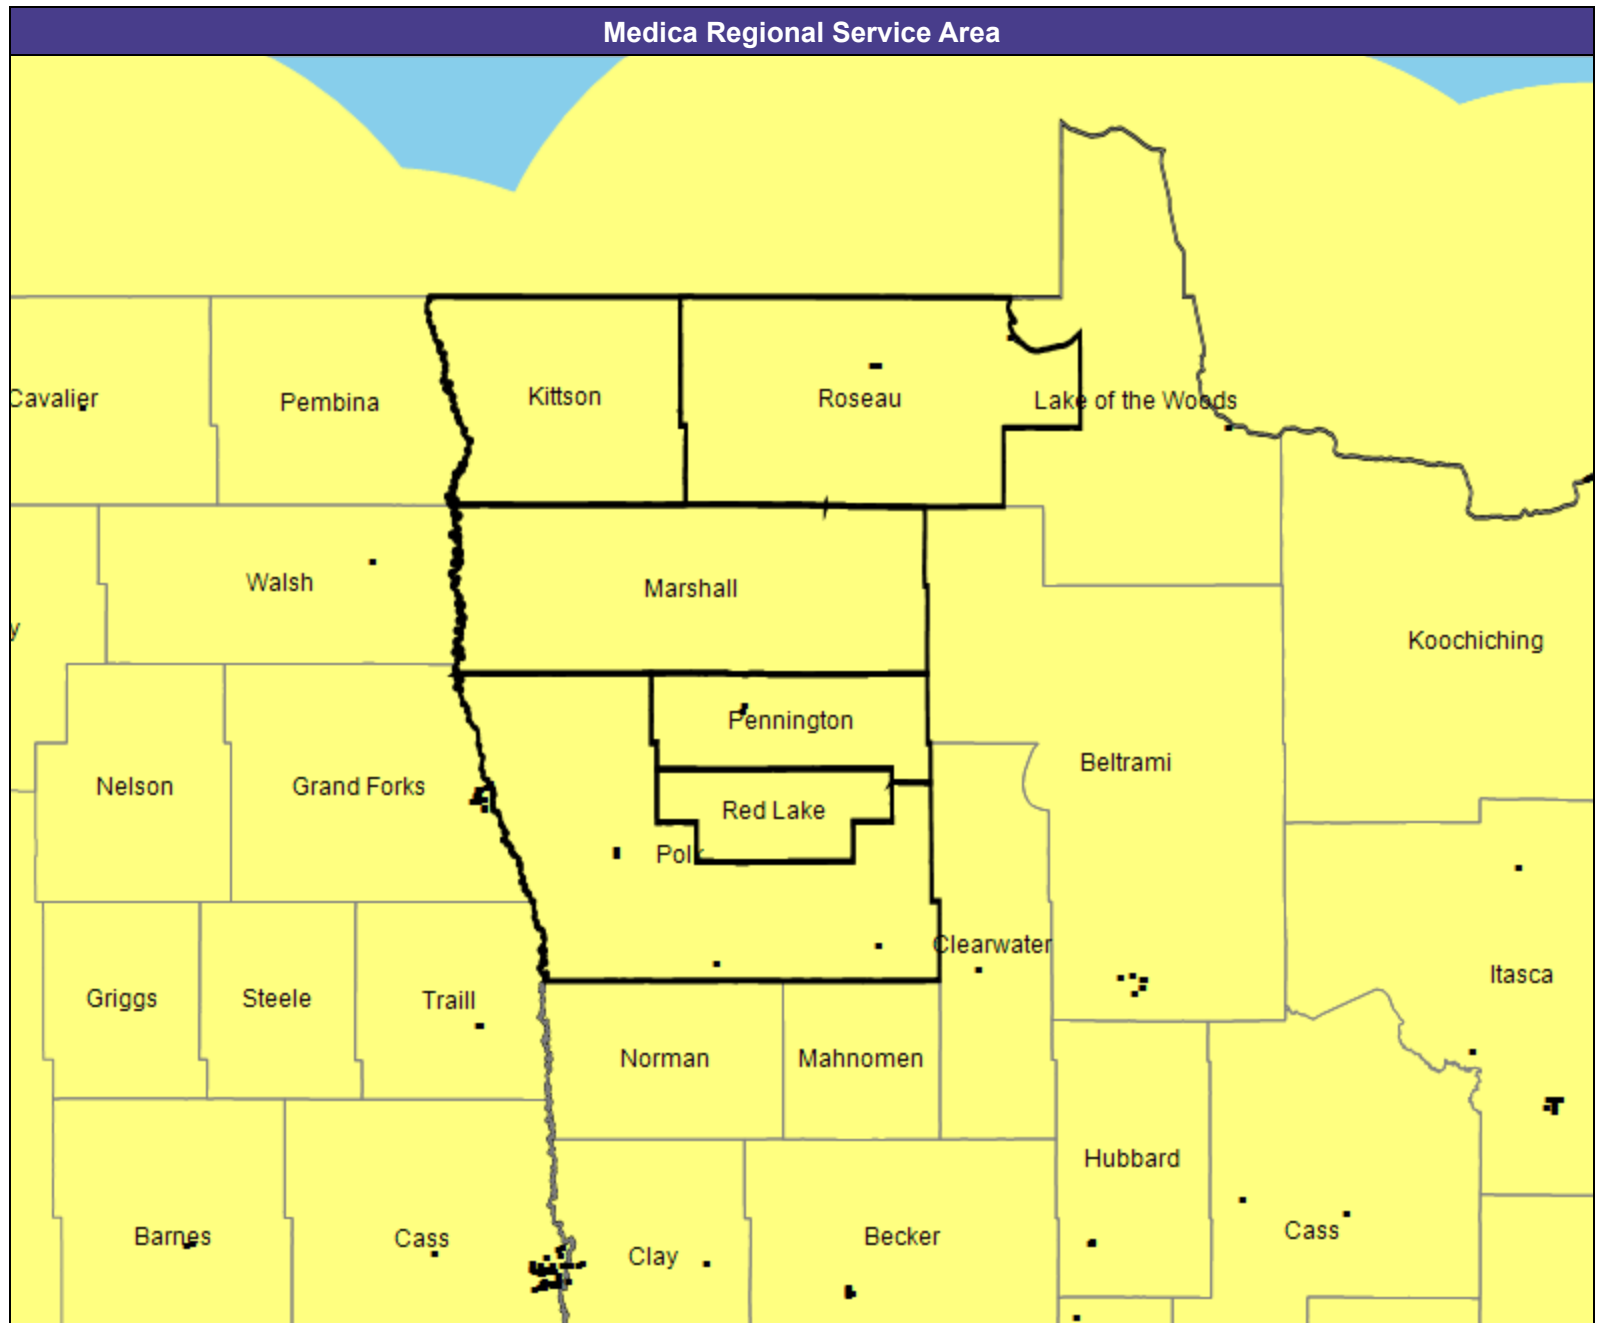 Medica Regional Service Area
Cavalier
Pembina
Kittson
Roseau
Lake of the Woods
Walsh
Marshall
y
Koochiching
Pennington
Beltrami
Nelson
Grand Forks
Red Lake
Polk
Clearwater
Itasca
Griggs
Steele
Traill
Norman
Mahnomen
Hubbard
Barnes
Cass
Clay
Becker
Cass